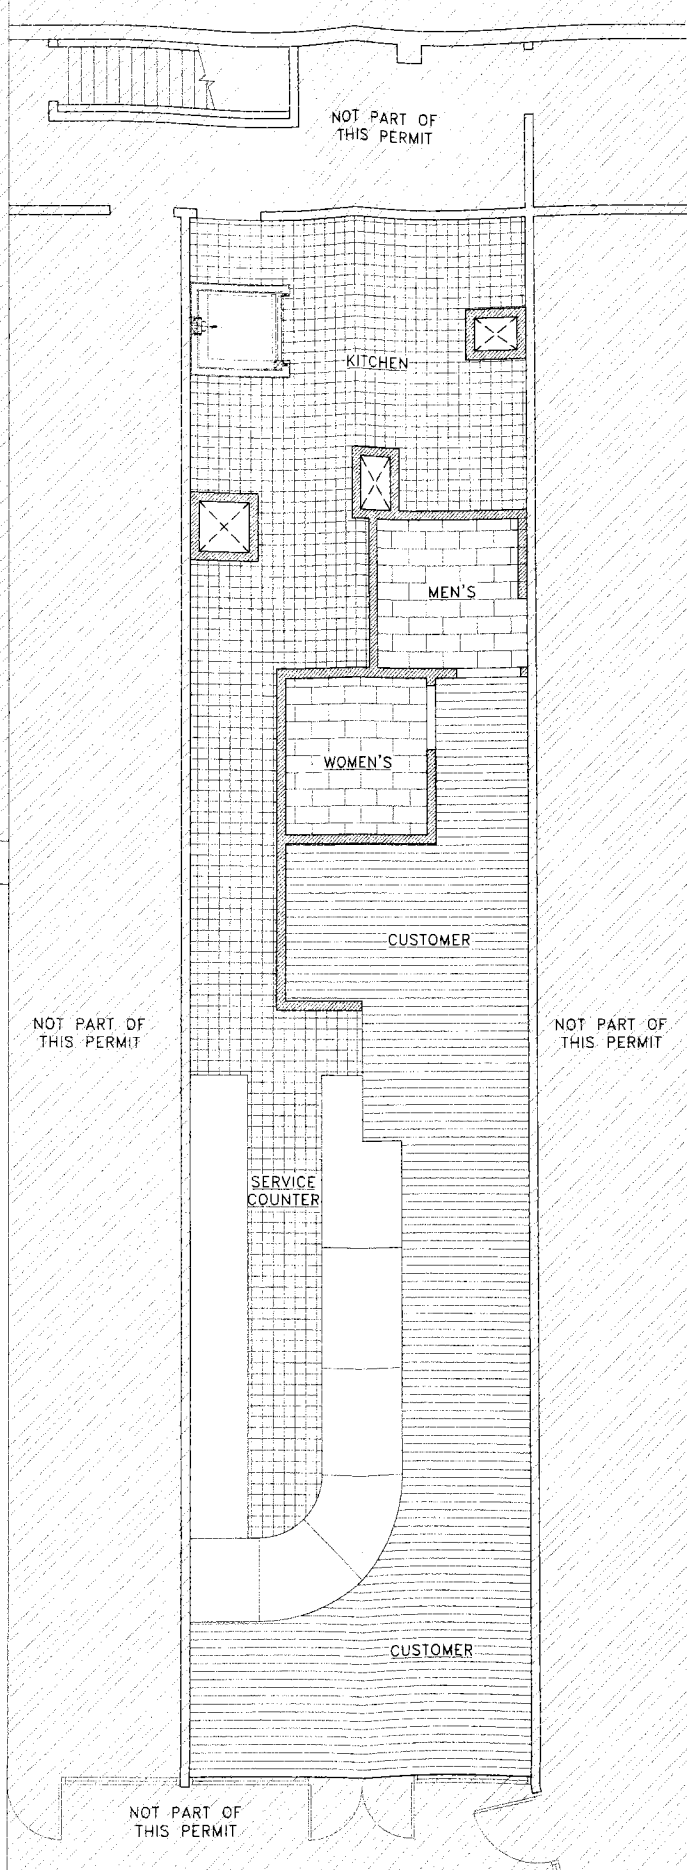 NOT PART OF
THIS PERMIT
KITCHEN
MEN'S
WOMEN'S
CUSTOMER
NOT PART OF
THIS PERMIT
NOT PART OF
THIS PERMIT
SERVICE
COUNTER
CUSTOMER
NOT PART OF
THIS PERMIT